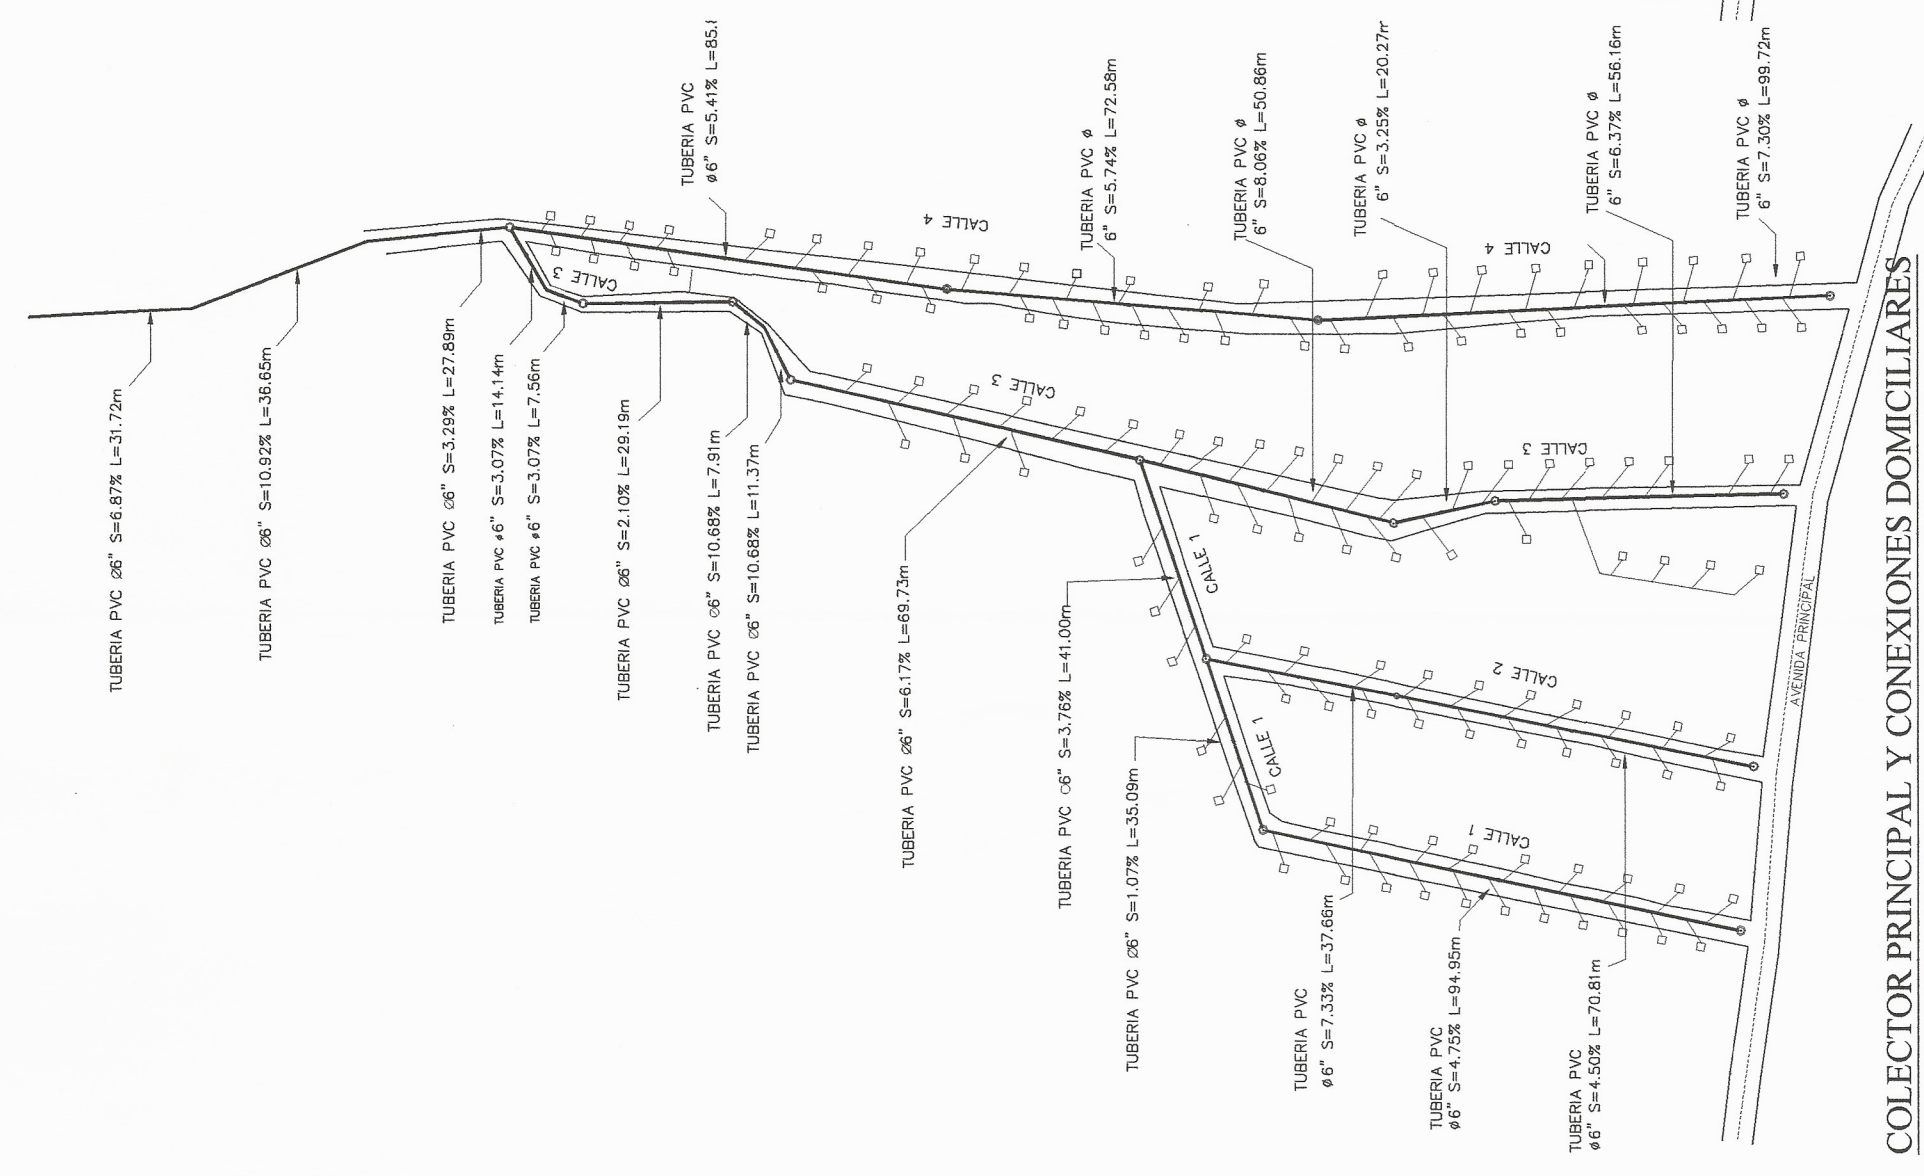 TUBERIA PVC Ø6" S=6.87% L=31.72m
TUBERIA PVC Ø6" S=10.92% L=36.65m
TUBERIA PVC Ø6" S=3.29% L=27.89m
TUBERIA PVC ø6" S=3.07% L=14.14m
TUBERIA PVC ø6" S=3.07% L=7.56m
TUBERIA PVC Ø6" S=2.10% L=29.19m
TUBERIA PVC Ø6" S=10.68% L=7.91m
TUBERIA PVC Ø6" S=10.68% L=11.37m
TUBERIA PVC
ø6" S=5.41% L=85.
TUBERIA PVC Ø6" S=6.17% L=69.73m
TUBERIA PVC Ø6" S=3.76% L=41.00m
TUBERIA PVC Ø6" S=1.07% L=35.09m
TUBERIA PVC ø
6" S=5.74% L=72.58m
TUBERIA PVC ø
6" S=8.06% L=50.86m
TUBERIA PVC ø
6" S=3.25% L=20.27m
TUBERIA PVC ø
6" S=6.37% L=56.16m
TUBERIA PVC ø
6" S=7.30% L=99.72m
TUBERIA PVC
ø6" S=7.33% L=37.66m
TUBERIA PVC
ø6" S=4.75% L=94.95m
TUBERIA PVC
ø6" S=4.50% L=70.81m
CALLE 3
CALLE 4
CALLE 3
CALLE 4
CALLE 3
CALLE 1
CALLE 2
CALLE 1
CALLE 1
AVENIDA PRINCIPAL
COLECTOR PRINCIPAL Y CONEXIONES DOMICILIARES